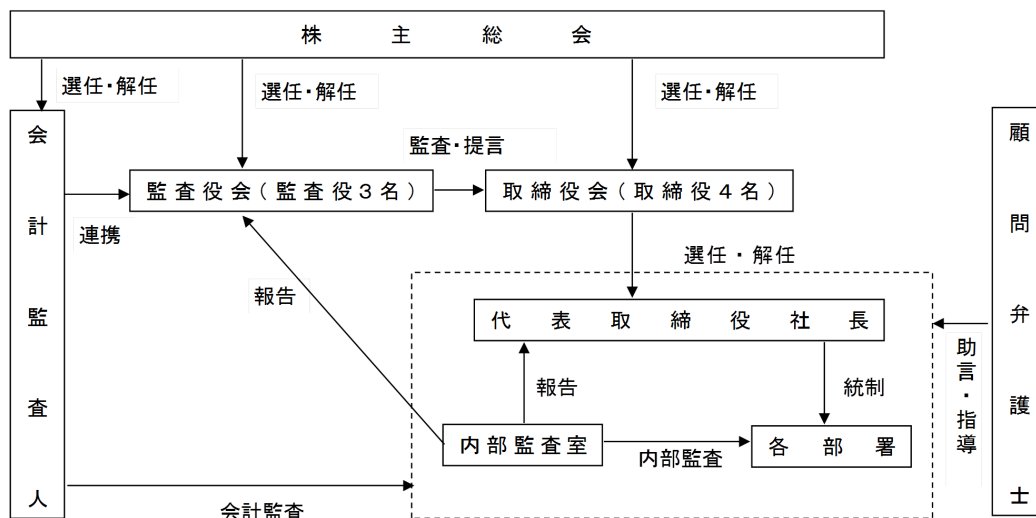 株主総会
選任・解任
選任・解任
選任・解任
会計監査人
顧問弁護士
監査・提言
監査役会(監査役3名)
取締役会(取締役4名)
連携
選任・解任
報告
代表取締役社長
助言・指導
報告
統制
内部監査室
内部監査
各部署
会計監査